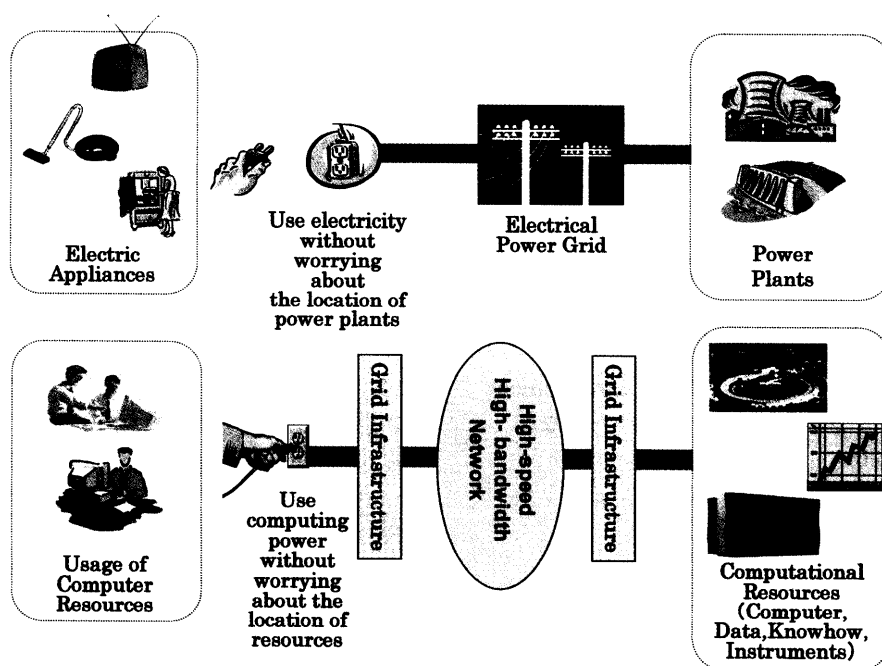 Electric
Appliances
Use electricity
without
worrying
about
the location of
power plants
Electrical
Power Grid
Power
Plants
Usage of
Computer
Resources
Use
computing
power
without
worrying
about the
location of
resources
Grid Infrastructure
High-speed
High- bandwidth
Network
Grid Infrastructure
Computational
Resources
(Computer,
Data,Knowhow,
Instruments)